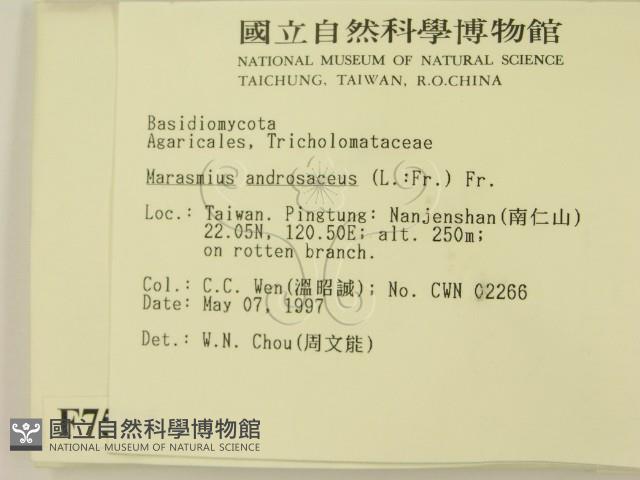 國立自然科學博物館
NATIONAL MUSEUM OF NATURAL SCIENCE
TAICHUNG, TAIWAN, R.O.CHINA
Basidiomycota
Agaricales, Tricholomataceae
Marasmius androsaceus (L.:Fr.) Fr.
Loc.: Taiwan. Pingtung: Nanjenshan(南仁山)
22.05N, 120.50E; alt. 250m;
on rotten branch.
Col.: C.C. Wen(溫昭誠); No. CWN 02266
Date: May 07, 1997
Det.: W.N. Chou(周文能)
國立自然科學博物館
NATIONAL MUSEUM OF NATURAL SCIENCE